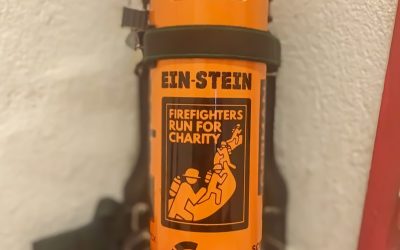 EIN-STEIN
FIREFIGHTERS
RUN FOR
CHARITY